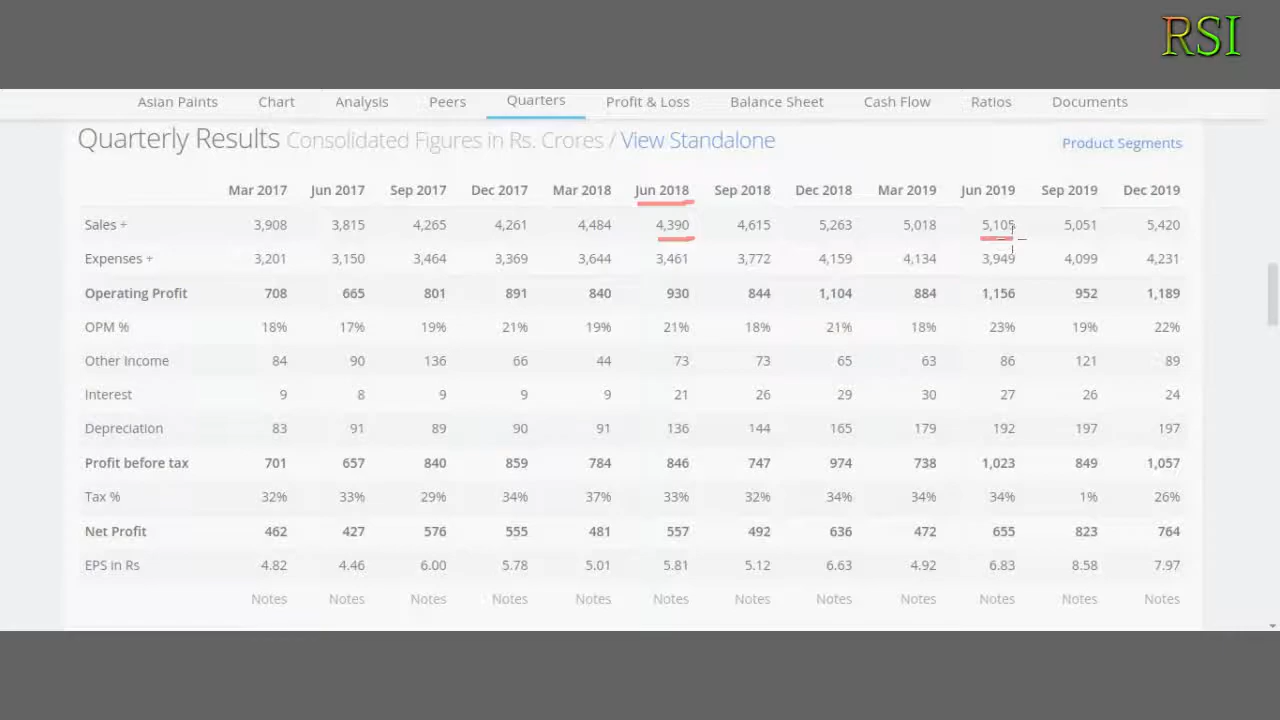 RSI
Asian Paints Chart Analysis Peers Quarters Profit & Loss Balance Sheet Cash Flow Ratios Documents
Quarterly Results Consolidated Figures in Rs. Crores / View Standalone Product Segments
Mar 2017 Jun 2017 Sep 2017 Dec 2017 Mar 2018 Jun 2018 Sep 2018 Dec 2018 Mar 2019 Jun 2019 Sep 2019 Dec 2019
Sales + 3,908 3,815 4,265 4,261 4,484 4,390 4,615 5,263 5,018 5,105 5,051 5,420
Expenses + 3,201 3,150 3,464 3,369 3,644 3,461 3,772 4,159 4,134 3,949 4,099 4,231
Operating Profit 708 665 801 891 840 930 844 1,104 884 1,156 952 1,189
OPM % 18% 17% 19% 21% 19% 21% 18% 21% 18% 23% 19% 22%
Other Income 84 90 136 66 44 73 73 65 63 86 121 89
Interest 9 8 9 9 9 21 26 29 30 27 26 24
Depreciation 83 91 89 90 91 136 144 165 179 192 197 197
Profit before tax 701 657 840 859 784 846 747 974 738 1,023 849 1,057
Tax % 32% 33% 29% 34% 37% 33% 32% 34% 34% 34% 1% 26%
Net Profit 462 427 576 555 481 557 492 636 472 655 823 764
EPS in Rs 4.82 4.46 6.00 5.78 5.01 5.81 5.12 6.63 4.92 6.83 8.58 7.97
Notes Notes Notes Notes Notes Notes Notes Notes Notes Notes Notes Notes